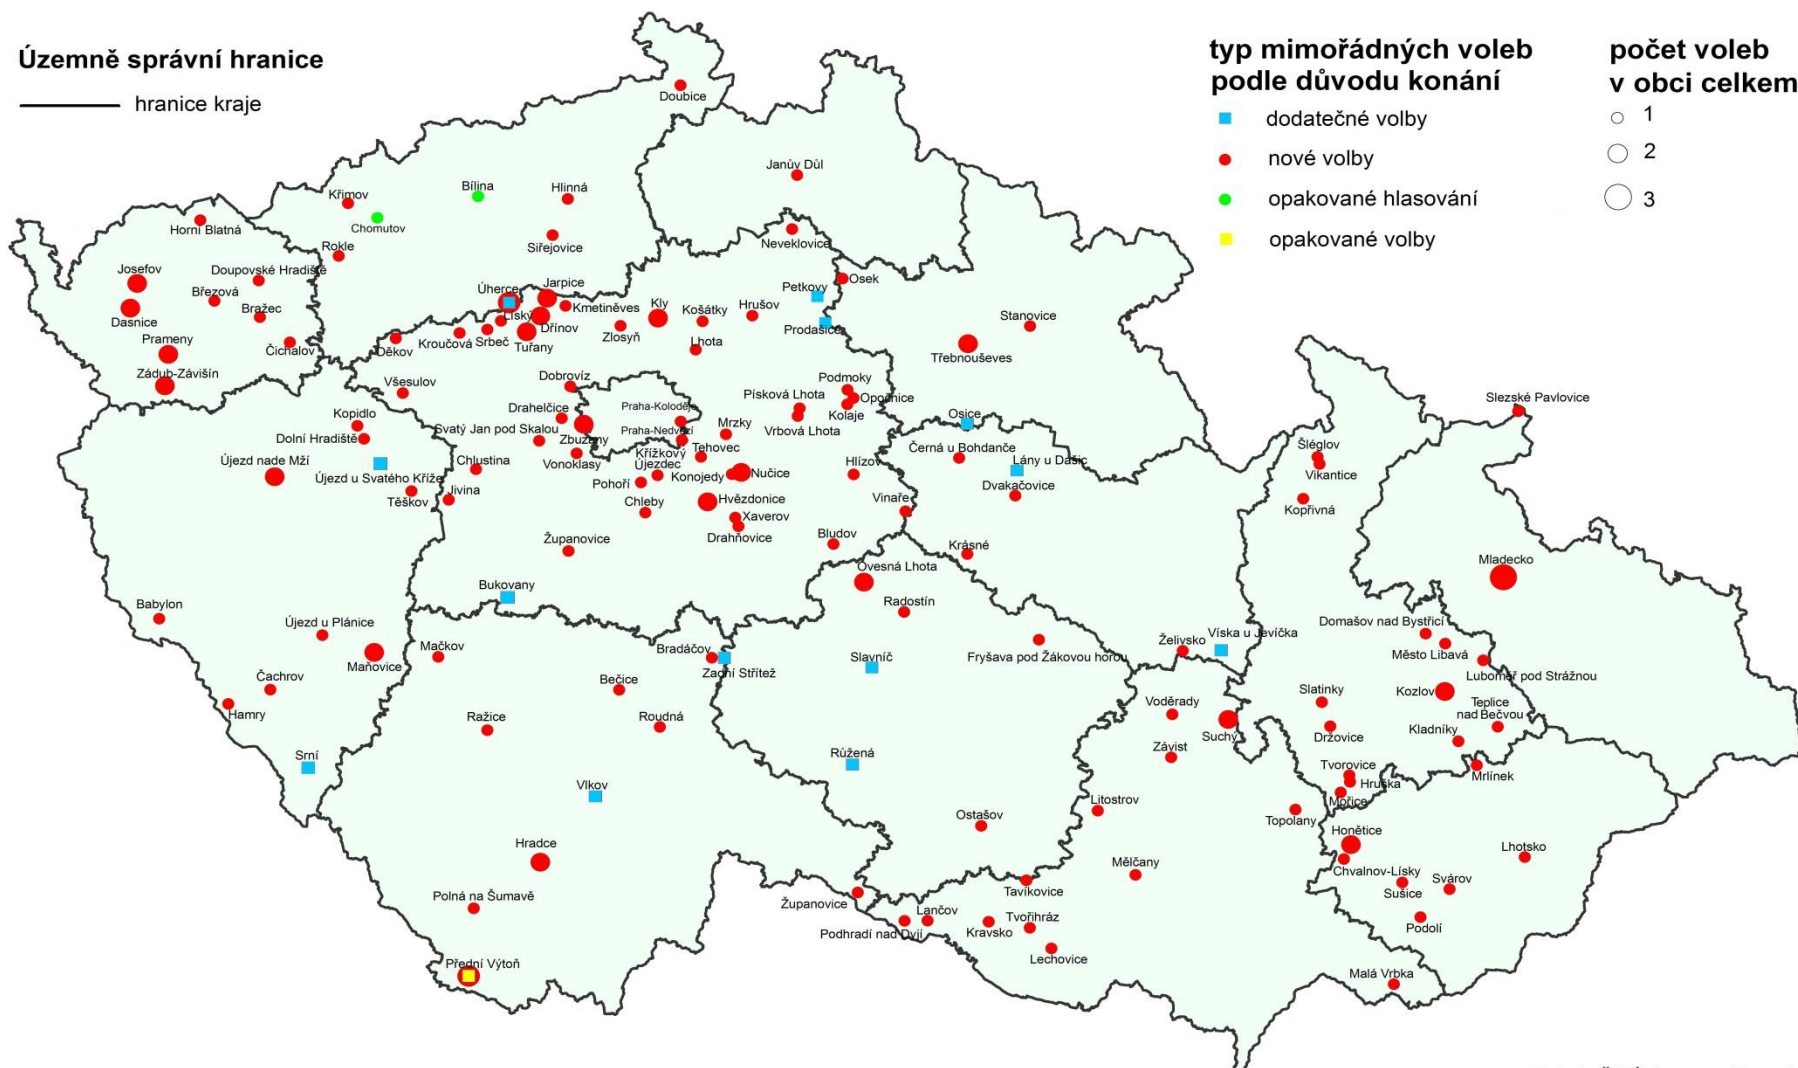 Územně správní hranice
hranice kraje
typ mimořádných voleb
podle důvodu konání
dodatečné volby
nové volby
opakované hlasování
opakované volby
počet voleb
v obci celkem
1
2
3
Doubice
Janův Důl
Křimov
Bílina
Hlinná
Chomutov
Horní Blatná
Siřejovice
Neveklovice
Rokle
Josefov
Doupovské Hradiště
Březová
Bražec
Dasnice
Prameny
Čichalov
Zádub-Závišín
Úherce
Jarpice
Kmetiněves
Lísky
Dřínov
Kroučová
Srbeč
Tuřany
Děkov
Zlosyň
Kly
Košátky
Hrušov
Lhota
Petkovy
Osek
Prodašice
Stanovice
Třebnouševes
Všesulov
Dobrovíz
Podmoky
Písková Lhota
Opočnice
Kolaje
Vrbová Lhota
Slezské Pavlovice
Kopidlo
Drahelčice
Praha-Koloděje
Praha-Nedvězí
Mrzky
Osice
Dolní Hradiště
Svatý Jan pod Skalou
Zbuzany
Tehovec
Křížkový
Újezdec
Černá u Bohdanče
Lány u Dašic
Šléglov
Vikantice
Újezd nade Mží
Újezd u Svatého Kříže
Chlustina
Vonoklasy
Pohoří
Konojedy
Nučice
Hlízov
Dvakačovice
Kopřivná
Těškov
Jivina
Chleby
Hvězdonice
Xaverov
Drahňovice
Vinaře
Županovice
Bludov
Krásné
Ovesná Lhota
Mladecko
Bukovany
Radostín
Babylon
Újezd u Plánice
Maňovice
Mačkov
Bradáčov
Zadní Střítež
Slavníč
Fryšava pod Žákovou horou
Želivsko
Víska u Jevíčka
Domašov nad Bystřicí
Město Libavá
Luboměř pod Strážnou
Čachrov
Hamry
Bečice
Ražice
Roudná
Voděrady
Suchý
Slatinky
Kozlov
Teplice
nad Bečvou
Držovice
Kladníky
Srní
Vlkov
Růžená
Závist
Tvorovice
Hruška
Mořice
Mrlínek
Ostašov
Litostrov
Topolany
Honětice
Hradce
Mělčany
Chvalnov-Lísky
Lhotsko
Sušice
Svárov
Polná na Šumavě
Županovice
Tavíkovice
Lančov
Podhradí nad Dyjí
Kravsko
Tvořihráz
Podolí
Lechovice
Přední Výtoň
Malá Vrbka